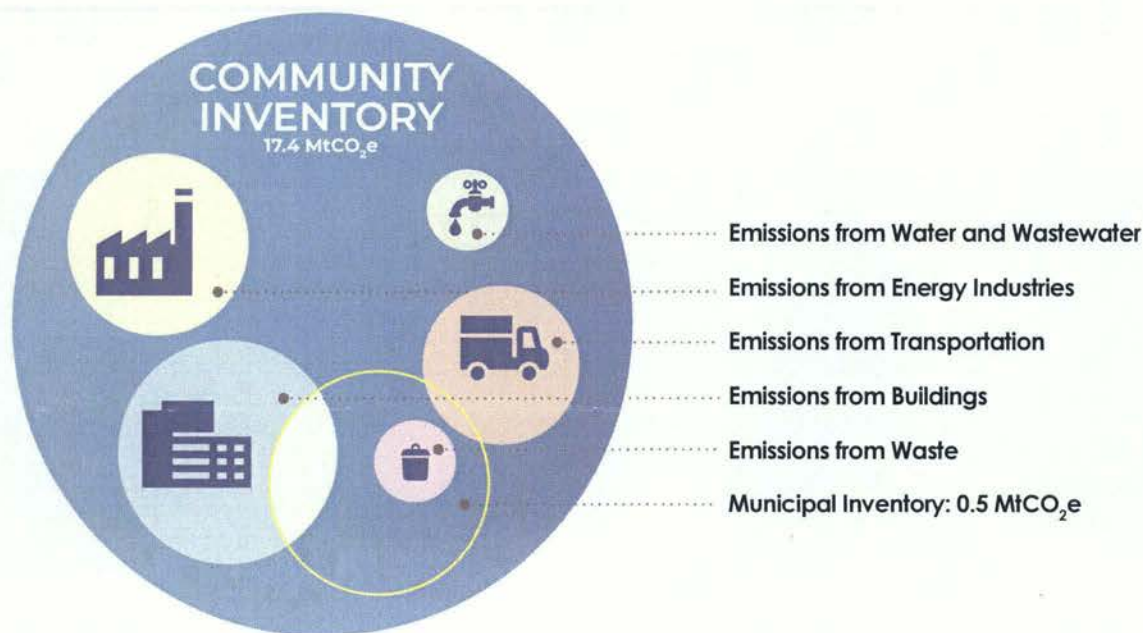 COMMUNITY
INVENTORY
17.4 MtCO₂e
Emissions from Water and Wastewater
Emissions from Energy Industries
Emissions from Transportation
Emissions from Buildings
Emissions from Waste
Municipal Inventory: 0.5 MtCO₂e